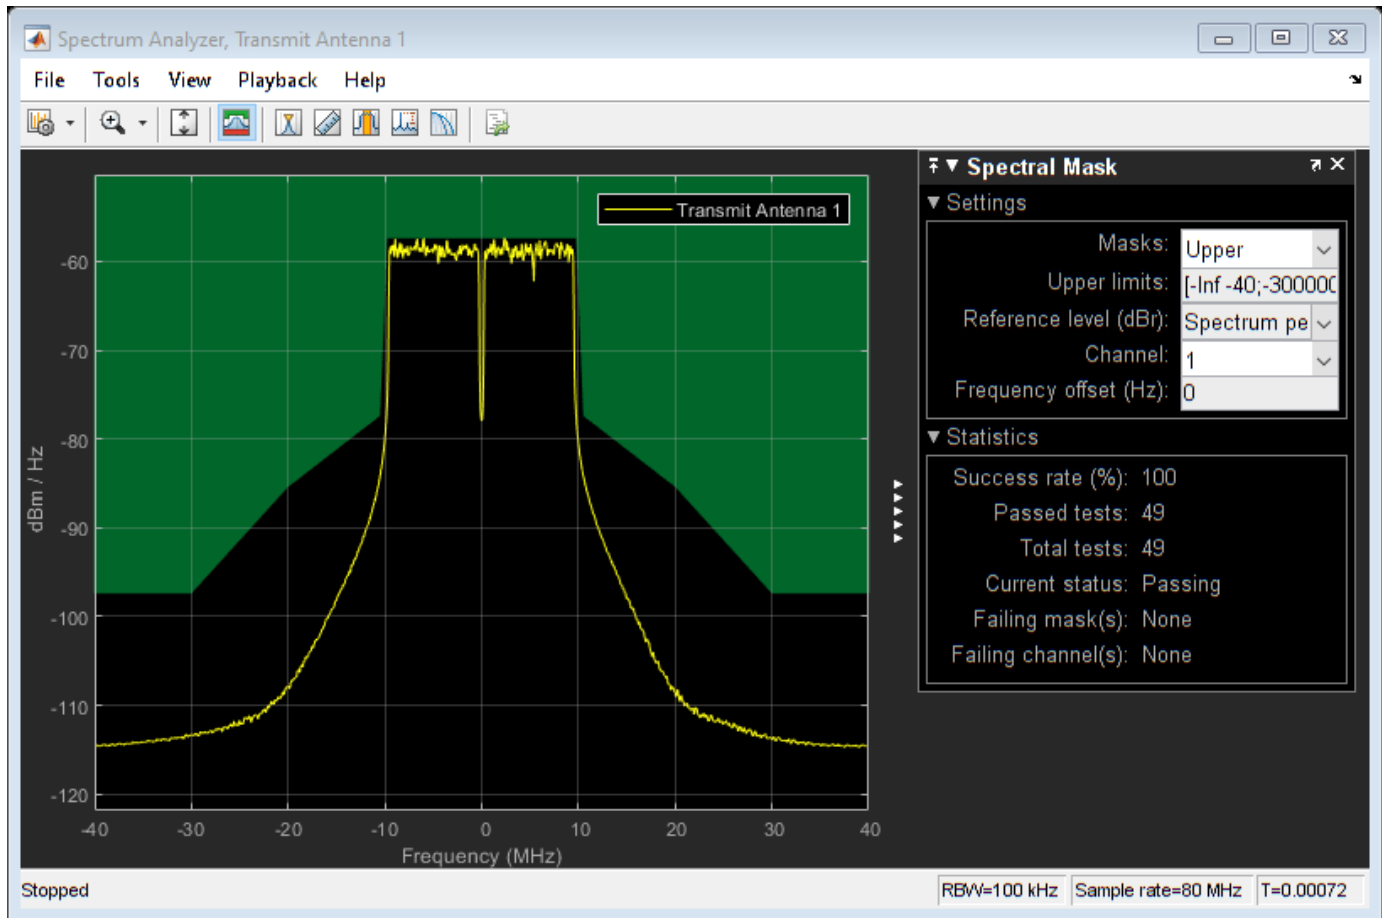 Spectrum Analyzer, Transmit Antenna 1
File Tools View Playback Help
Transmit Antenna 1
-60
-70
-80
-90
-100
-110
-120
dBm / Hz
-40 -30 -20 -10 0 10 20 30 40
Frequency (MHz)
Spectral Mask
Settings
Masks: Upper
Upper limits: [-Inf -40;-300000
Reference level (dBr): Spectrum pe
Channel: 1
Frequency offset (Hz): 0
Statistics
Success rate (%): 100
Passed tests: 49
Total tests: 49
Current status: Passing
Failing mask(s): None
Failing channel(s): None
Stopped
RBW=100 kHz Sample rate=80 MHz T=0.00072